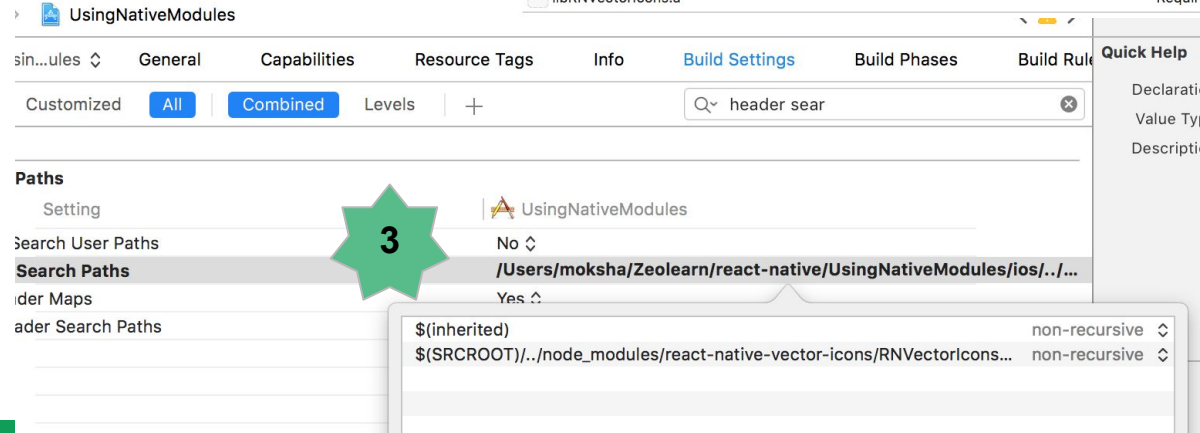 UsingNativeModules
sin...ules General Capabilities Resource Tags Info Build Settings Build Phases Build Rule
Quick Help
Customized All Combined Levels + header sear
Declaratio
Value Typ
Descriptio
Paths
Setting UsingNativeModules
3
Search User Paths No
Search Paths /Users/moksha/Zeolearn/react-native/UsingNativeModules/ios/../...
der Maps Yes
ader Search Paths
$(inherited) non-recursive
$(SRCROOT)/../node_modules/react-native-vector-icons/RNVectorIcons... non-recursive